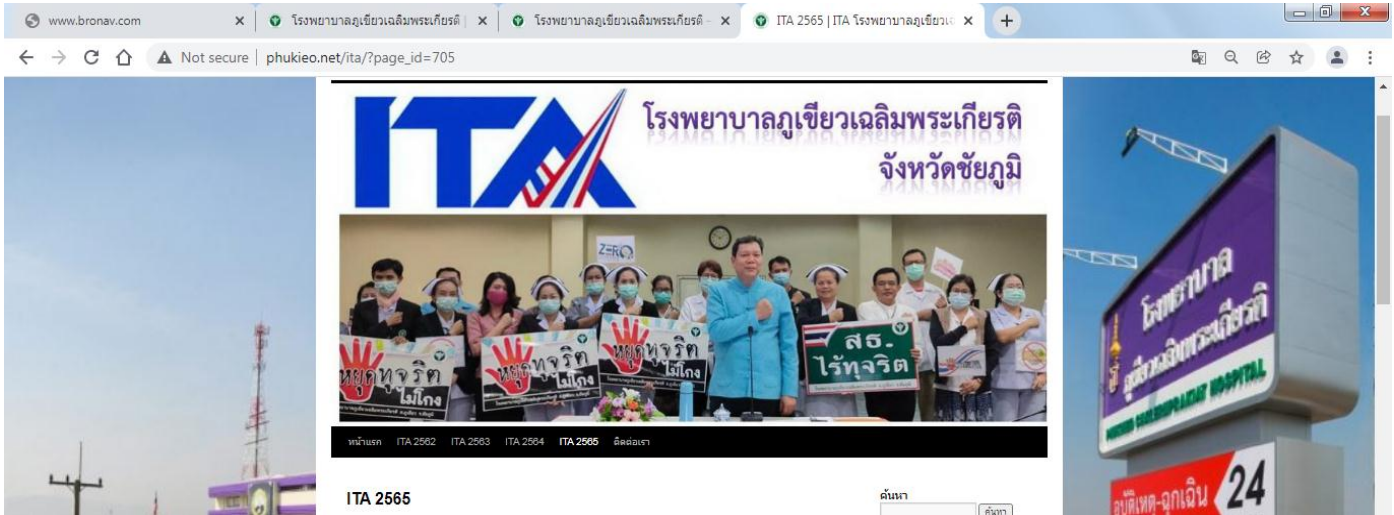 www.bronav.com
โรงพยาบาลภูเขียวเฉลิมพระเกียรติ |
โรงพยาบาลภูเขียวเฉลิมพระเกียรติ –
ITA 2565 | ITA โรงพยาบาลภูเขียวเ
Not secure | phukieo.net/ita/?page_id=705
ITA
โรงพยาบาลภูเขียวเฉลิมพระเกียรติ
จังหวัดชัยภูมิ
ZERO
หยุดทุจริต
ไม่โกง
หยุดทุจริต
ไม่โกง
หยุดทุจริต
ไม่โกง
สธ.
ไร้ทุจริต
โรงพยาบาล
ภูเขียวเฉลิมพระเกียรติ
PHUKHIEO CHALERMPRAKIAT HOSPITAL
อุบัติเหตุ-ฉุกเฉิน 24
หน้าแรก ITA 2562 ITA 2563 ITA 2564 ITA 2565 ติดต่อเรา
ITA 2565
ค้นหา
ค้นหา